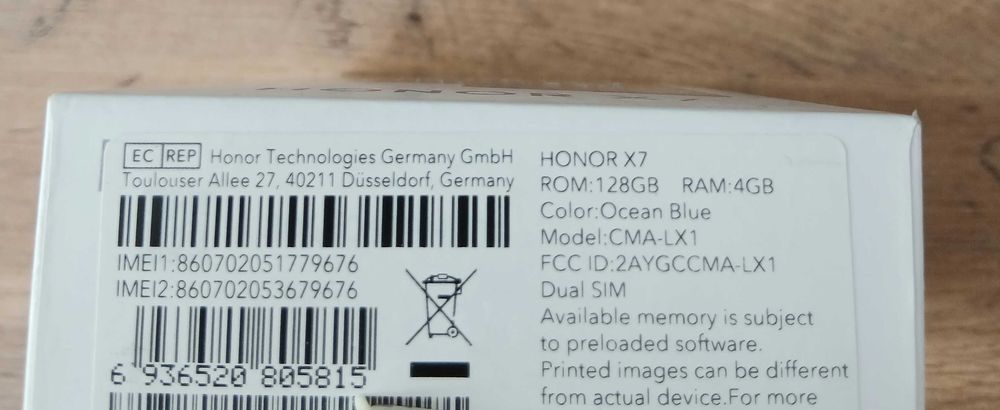 HONOR X7
EC REP Honor Technologies Germany GmbH
Toulouser Allee 27, 40211 Düsseldorf, Germany
IMEI1:860702051779676
IMEI2:860702053679676
6 936520 805815
HONOR X7
ROM:128GB RAM:4GB
Color:Ocean Blue
Model:CMA-LX1
FCC ID:2AYGCCMA-LX1
Dual SIM
Available memory is subject
to preloaded software.
Printed images can be different
from actual device.For more